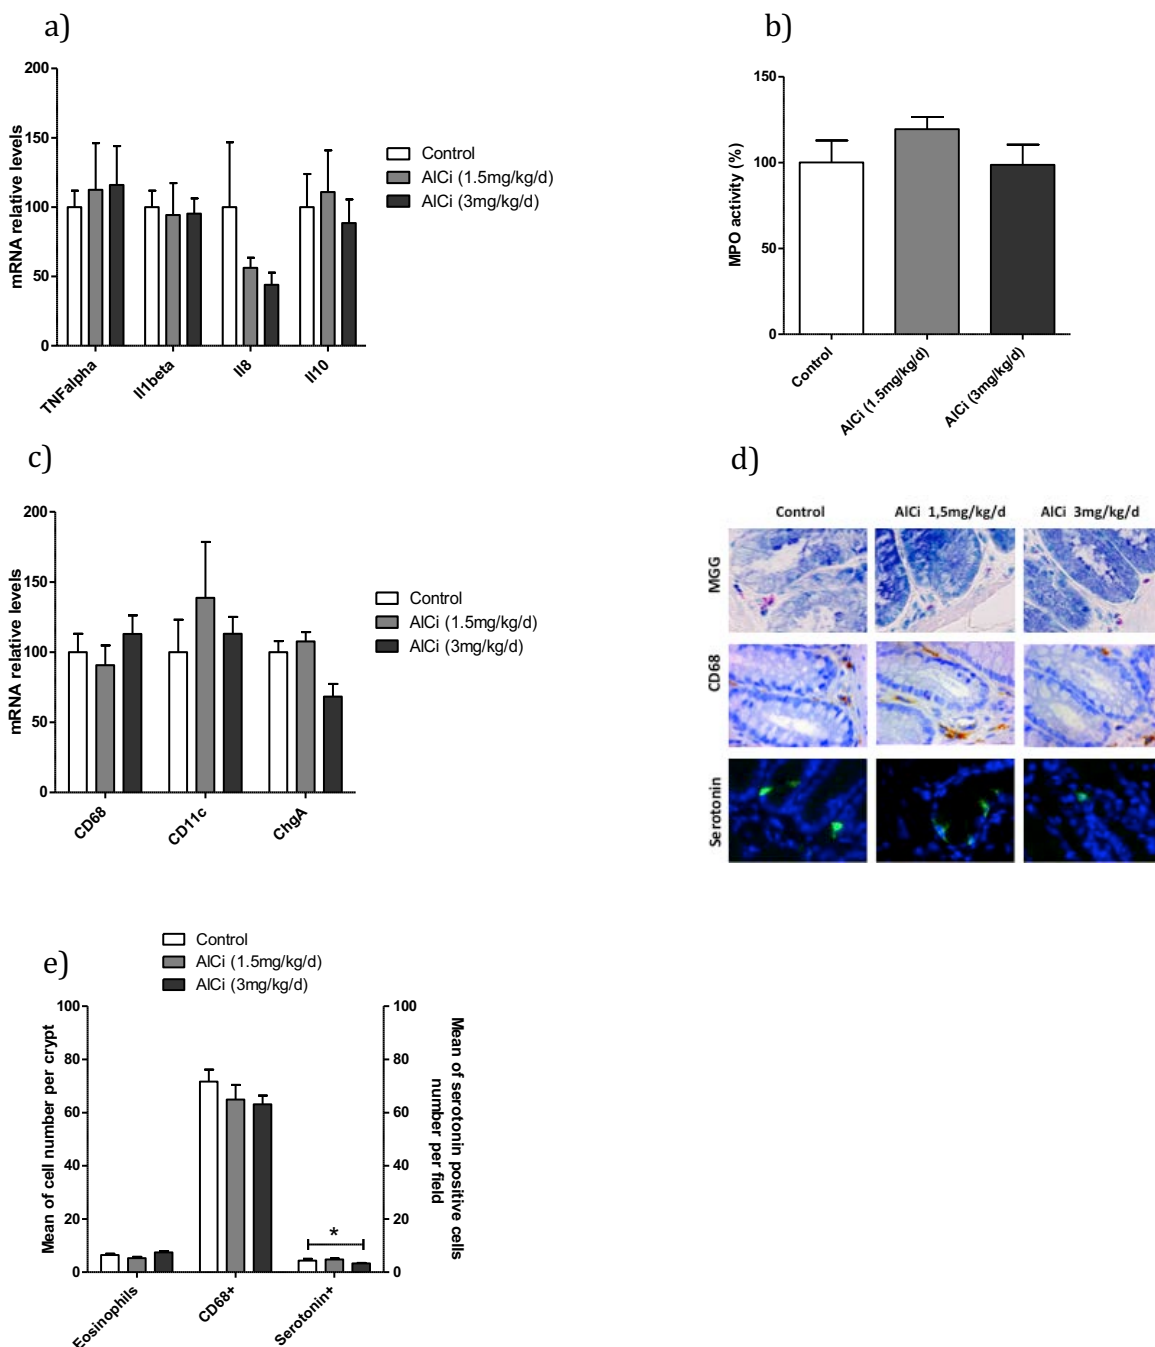 a)
mRNA relative levels
200
150
100
50
0
TNFalpha
Il1beta
Il8
Il10
Control
AlCi (1.5mg/kg/d)
AlCi (3mg/kg/d)
b)
MPO activity (%)
150
100
50
0
Control
AlCi (1.5mg/kg/d)
AlCi (3mg/kg/d)
c)
mRNA relative levels
200
150
100
50
0
CD68
CD11c
ChgA
Control
AlCi (1.5mg/kg/d)
AlCi (3mg/kg/d)
d)
Control
AlCi 1,5mg/kg/d
AlCi 3mg/kg/d
MGG
CD68
Serotonin
e)
Control
AlCi (1.5mg/kg/d)
AlCi (3mg/kg/d)
Mean of cell number per crypt
100
80
60
40
20
0
*
Eosinophils
CD68+
Serotonin+
100
80
60
40
20
0
Mean of serotonin positive cells
number per field